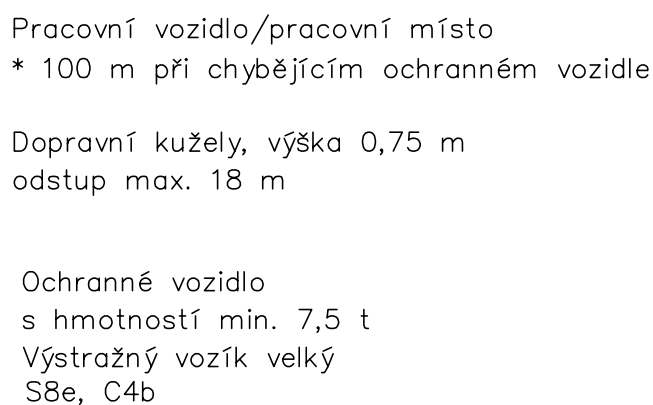 Pracovní vozidlo/pracovní místo
* 100 m při chybějícím ochranném vozidle
Dopravní kužely, výška 0,75 m
odstup max. 18 m
Ochranné vozidlo
s hmotností min. 7,5 t
Výstražný vozík velký
S8e, C4b